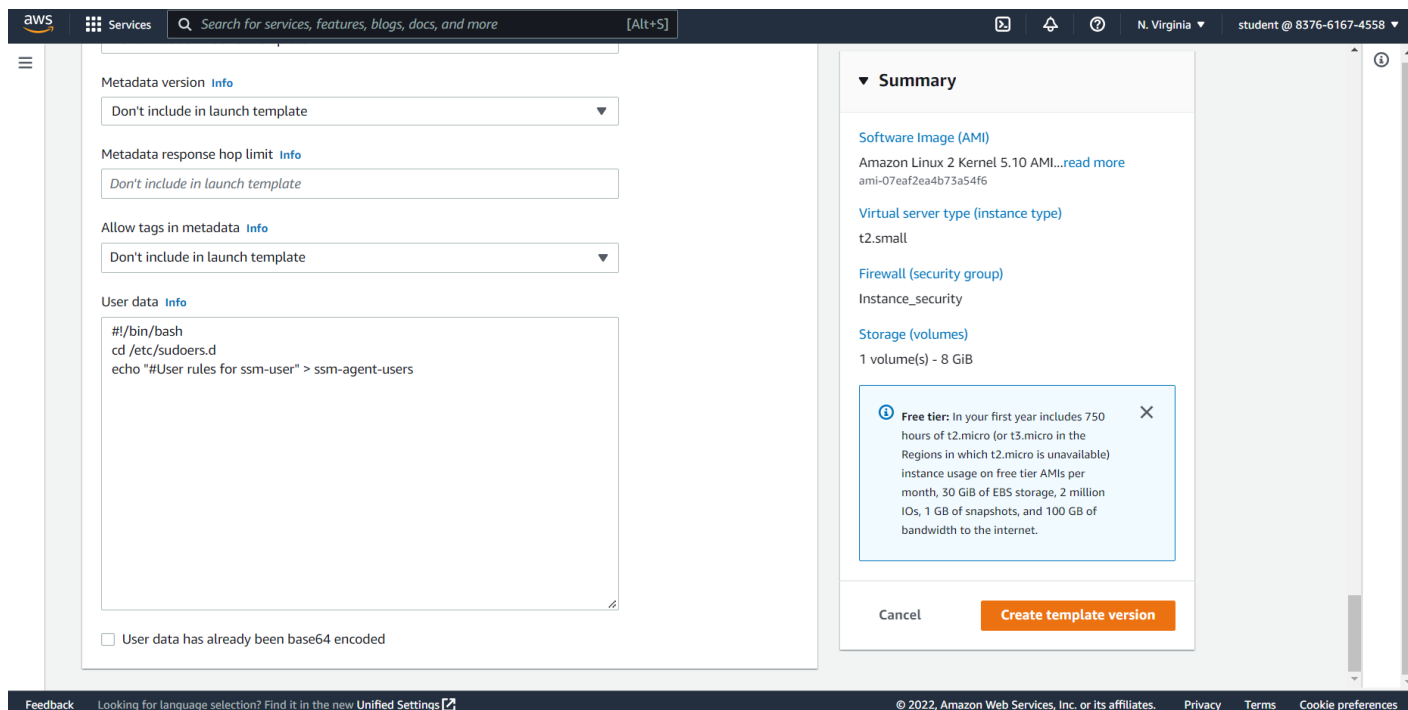 aws
Services
Search for services, features, blogs, docs, and more
[Alt+S]
N. Virginia ▼
student @ 8376-6167-4558 ▼
Metadata version Info
Don't include in launch template
Metadata response hop limit Info
Don't include in launch template
Allow tags in metadata Info
Don't include in launch template
User data Info
#!/bin/bash
cd /etc/sudoers.d
echo "#User rules for ssm-user" > ssm-agent-users
User data has already been base64 encoded
▼ Summary
Software Image (AMI)
Amazon Linux 2 Kernel 5.10 AMI...read more
ami-07eaf2ea4b73a54f6
Virtual server type (instance type)
t2.small
Firewall (security group)
Instance_security
Storage (volumes)
1 volume(s) - 8 GiB
Free tier: In your first year includes 750
hours of t2.micro (or t3.micro in the
Regions in which t2.micro is unavailable)
instance usage on free tier AMIs per
month, 30 GiB of EBS storage, 2 million
IOs, 1 GB of snapshots, and 100 GB of
bandwidth to the internet.
Cancel
Create template version
Feedback
Looking for language selection? Find it in the new Unified Settings
© 2022, Amazon Web Services, Inc. or its affiliates.
Privacy
Terms
Cookie preferences